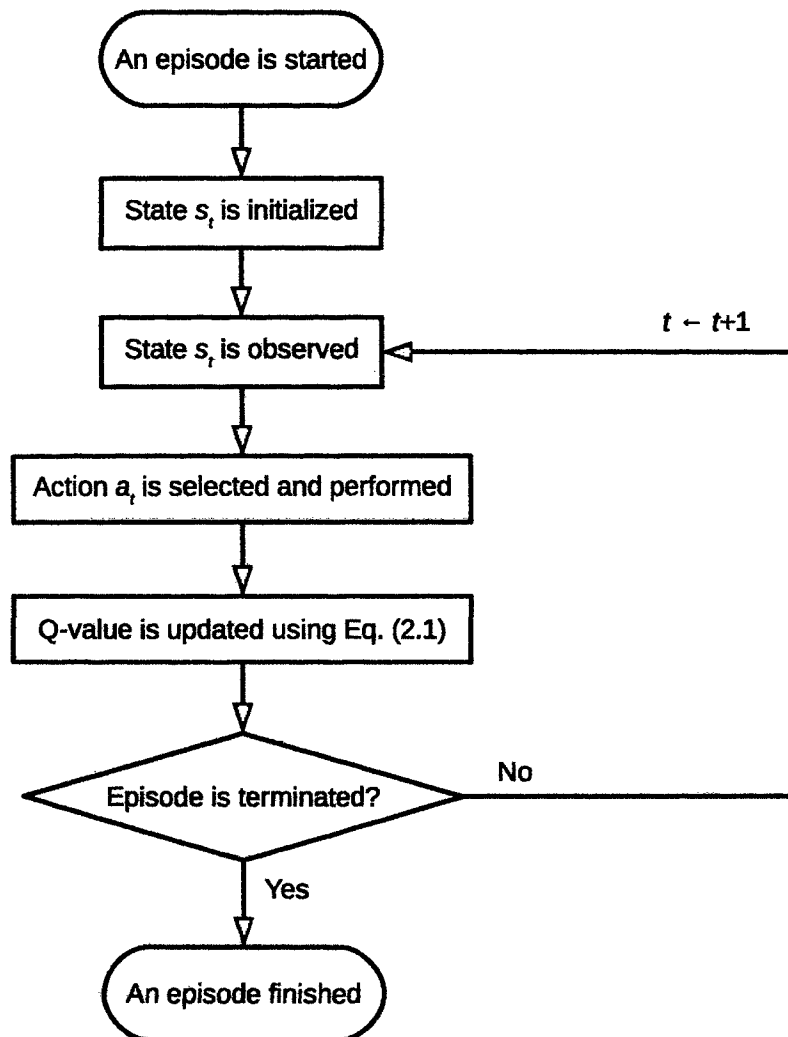 An episode is started
State s_t is initialized
t ← t+1
State s_t is observed
Action a_t is selected and performed
Q-value is updated using Eq. (2.1)
No
Episode is terminated?
Yes
An episode finished